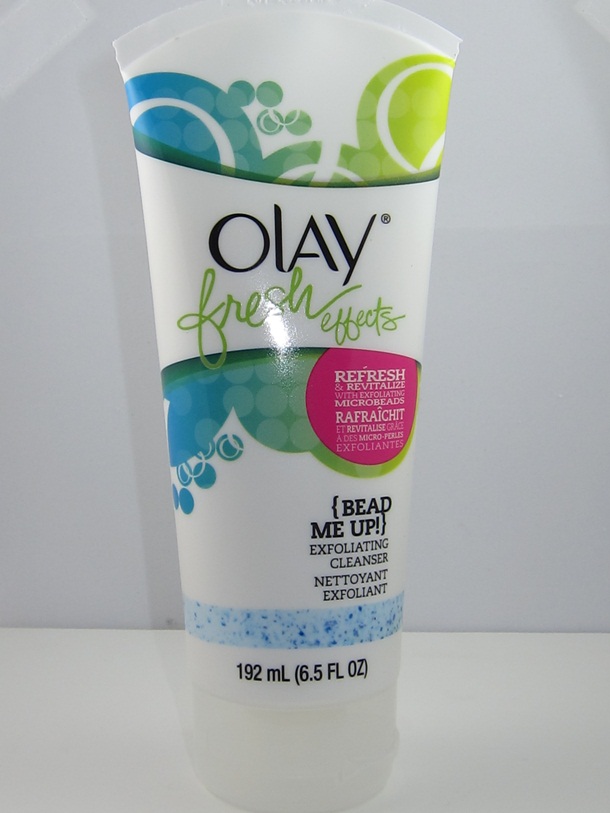 OLAY®
fresh effects
REFRESH
& REVITALIZE
WITH EXFOLIATING
MICROBEADS
RAFRAÎCHIT
ET REVITALISE GRÂCE
À DES MICRO-PERLES
EXFOLIANTES
{BEAD
ME UP!}
EXFOLIATING
CLEANSER
NETTOYANT
EXFOLIANT
192 mL (6.5 FL OZ)